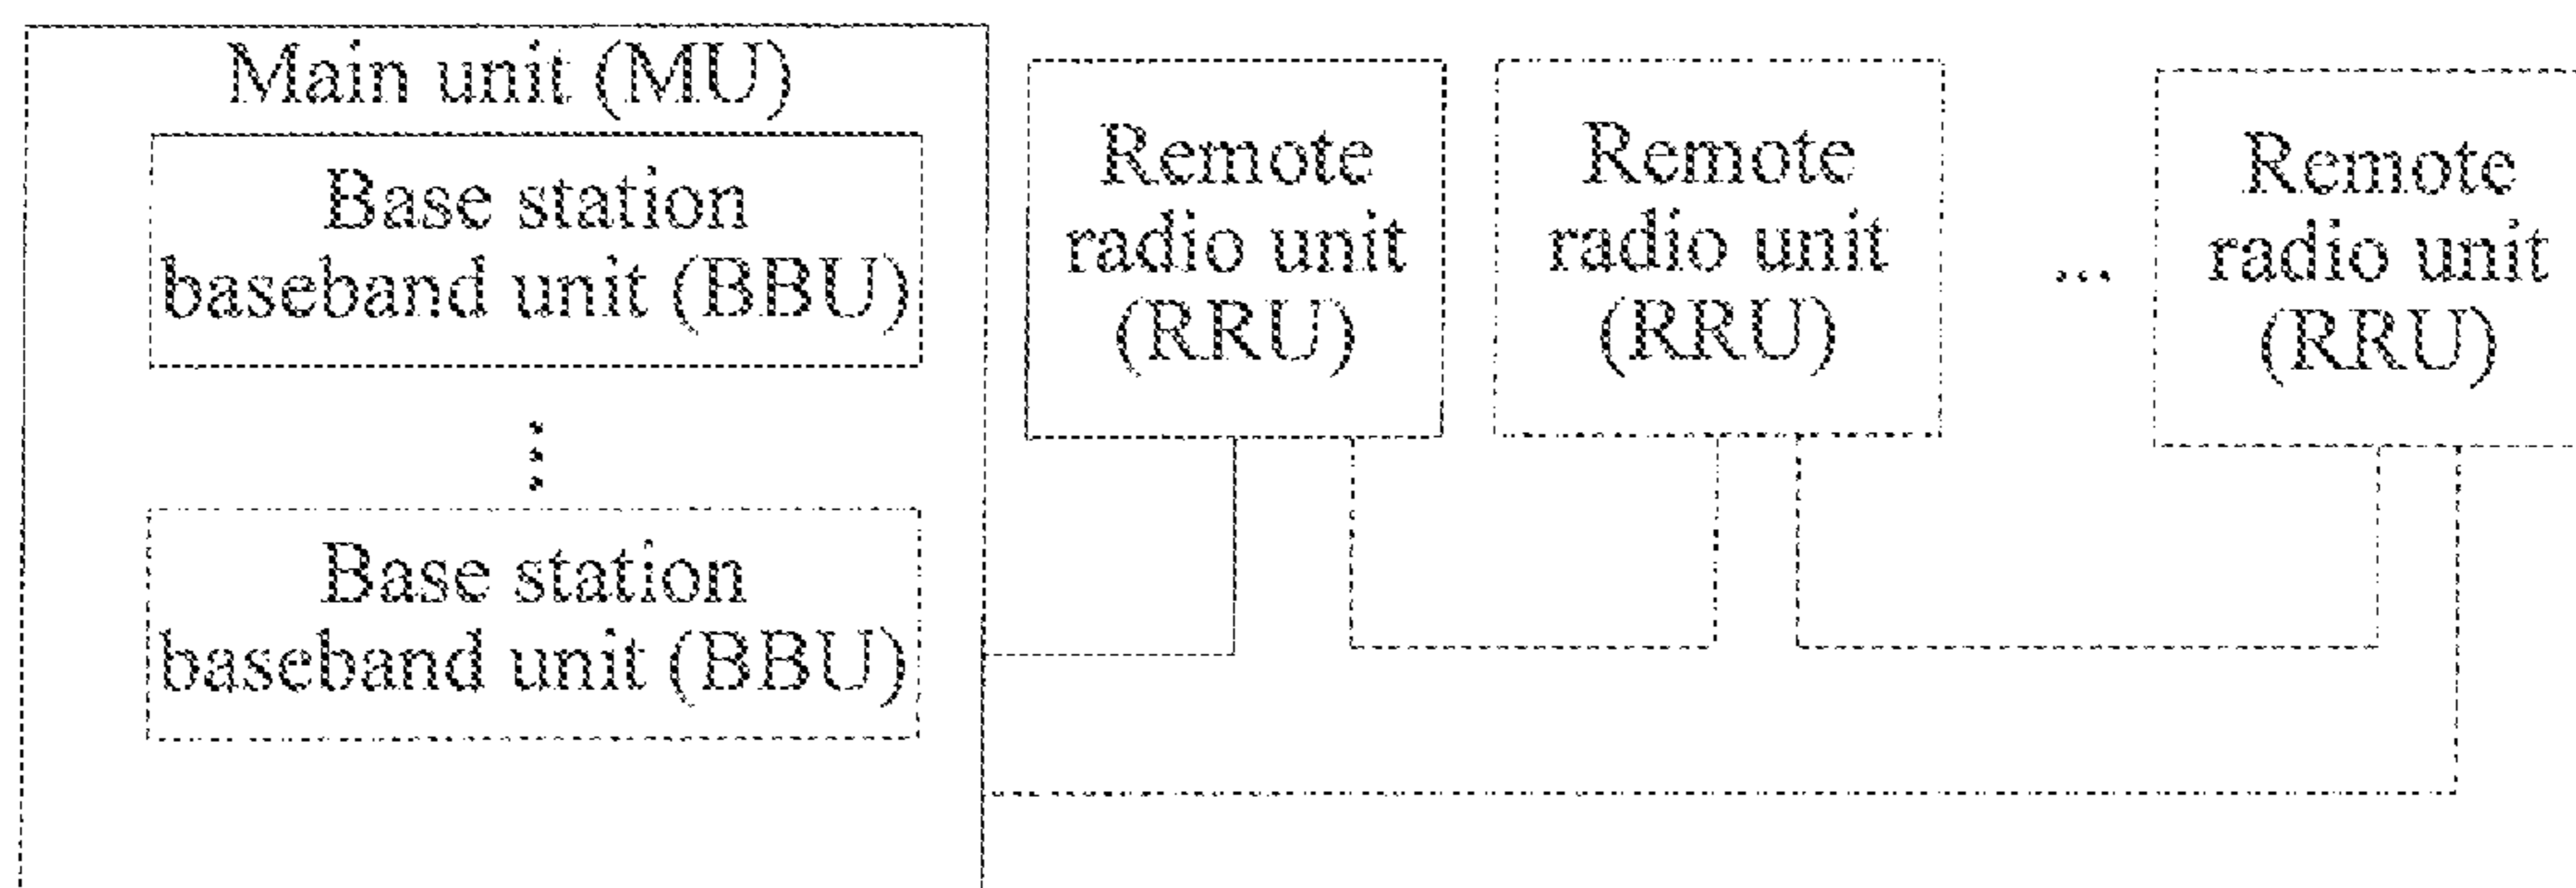 Main unit (MU)
Base station
baseband unit (BBU)
⋮
Base station
baseband unit (BBU)
Remote
radio unit
(RRU)
Remote
radio unit
(RRU)
...
Remote
radio unit
(RRU)